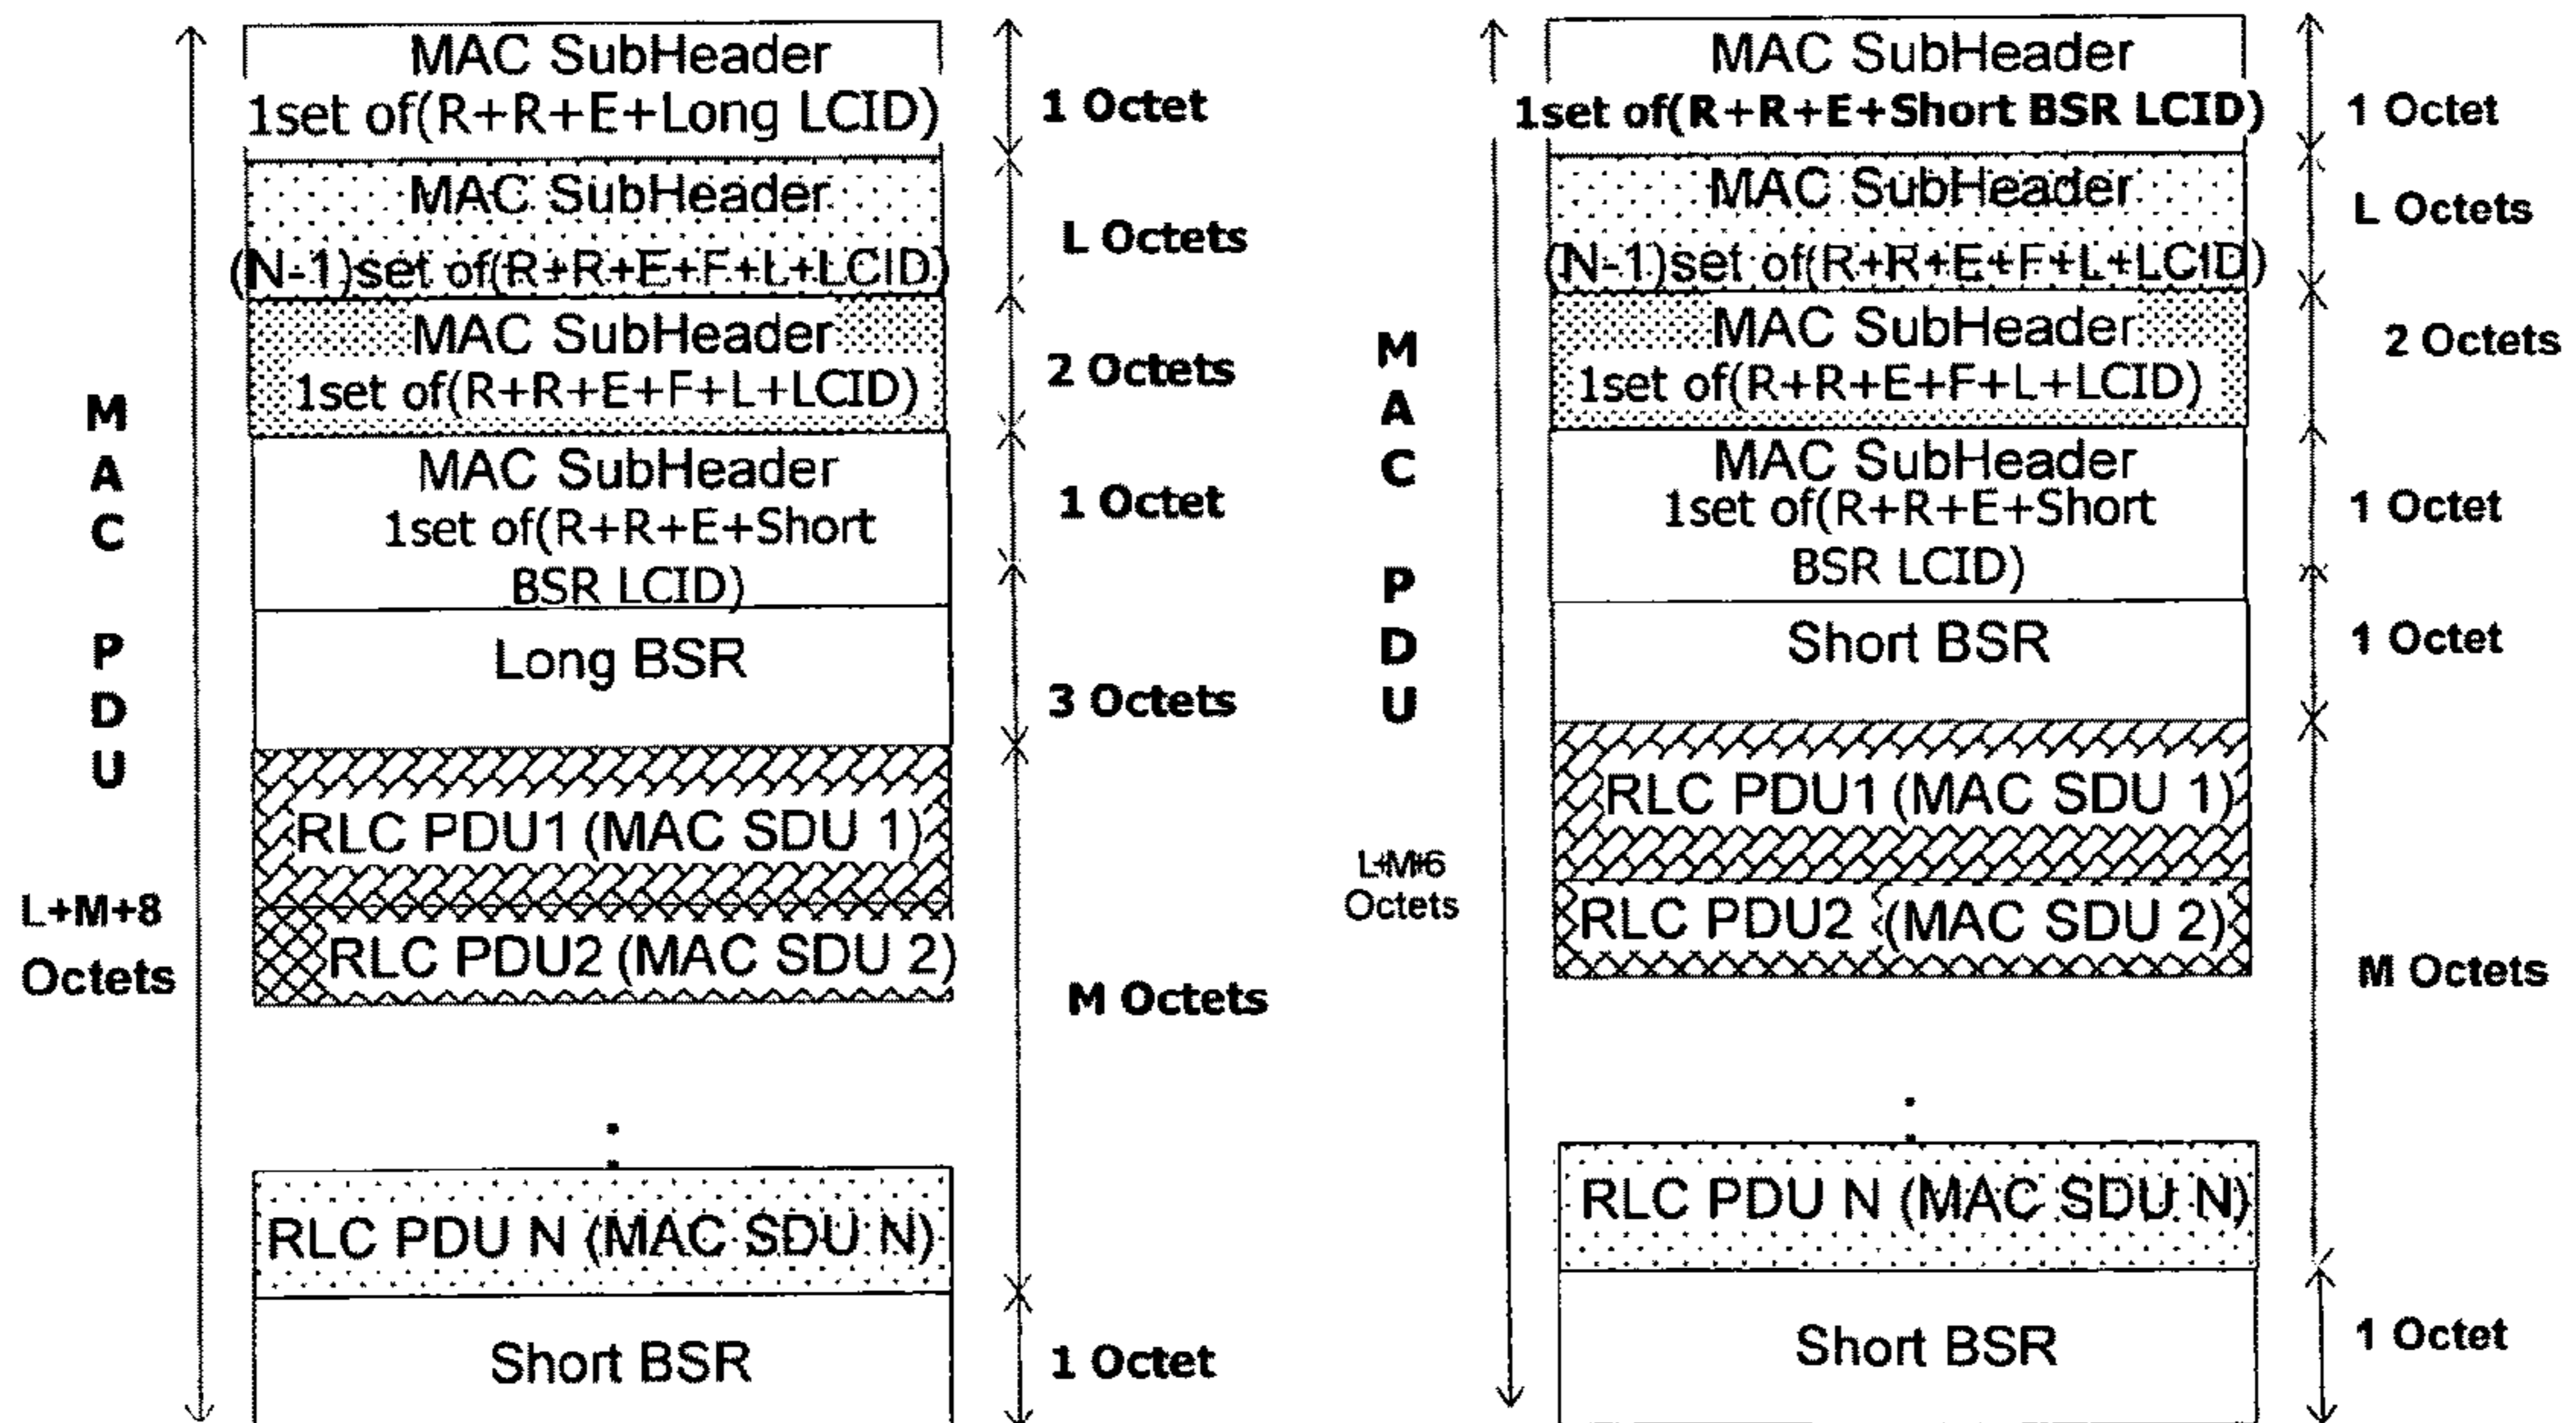 MAC SubHeader
1set of(R+R+E+Long LCID)
1 Octet
MAC SubHeader
(N-1)set of(R+R+E+F+L+LCID)
L Octets
MAC SubHeader
1set of(R+R+E+F+L+LCID)
2 Octets
MAC SubHeader
1set of(R+R+E+Short
BSR LCID)
1 Octet
Long BSR
3 Octets
MAC PDU
L+M+8
Octets
RLC PDU1 (MAC SDU 1)
RLC PDU2 (MAC SDU 2)
M Octets
RLC PDU N (MAC SDU N)
Short BSR
1 Octet
MAC SubHeader
1set of(R+R+E+Short BSR LCID)
1 Octet
MAC SubHeader
(N-1)set of(R+R+E+F+L+LCID)
L Octets
MAC SubHeader
1set of(R+R+E+F+L+LCID)
2 Octets
MAC SubHeader
1set of(R+R+E+Short
BSR LCID)
1 Octet
Short BSR
1 Octet
MAC PDU
L+M+6
Octets
RLC PDU1 (MAC SDU 1)
RLC PDU2 (MAC SDU 2)
M Octets
RLC PDU N (MAC SDU N)
Short BSR
1 Octet